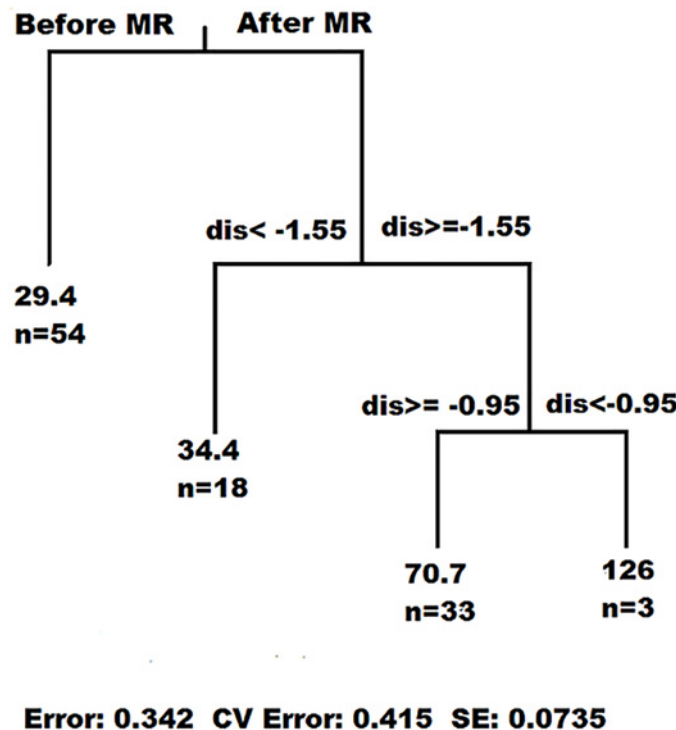 Before MR After MR
dis< -1.55 dis>=-1.55
29.4
n=54
dis>= -0.95 dis<-0.95
34.4
n=18
70.7 126
n=33 n=3
Error: 0.342 CV Error: 0.415 SE: 0.0735